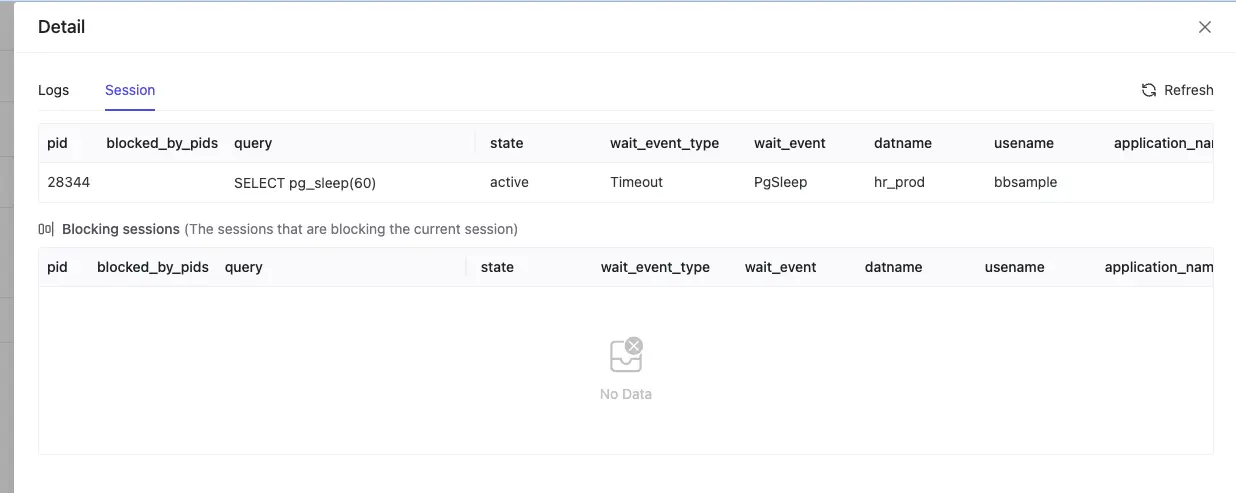 Detail
Logs Session Refresh
pid blocked_by_pids query state wait_event_type wait_event datname usename application_nam
28344 SELECT pg_sleep(60) active Timeout PgSleep hr_prod bbsample
Blocking sessions (The sessions that are blocking the current session)
pid blocked_by_pids query state wait_event_type wait_event datname usename application_nam
No Data